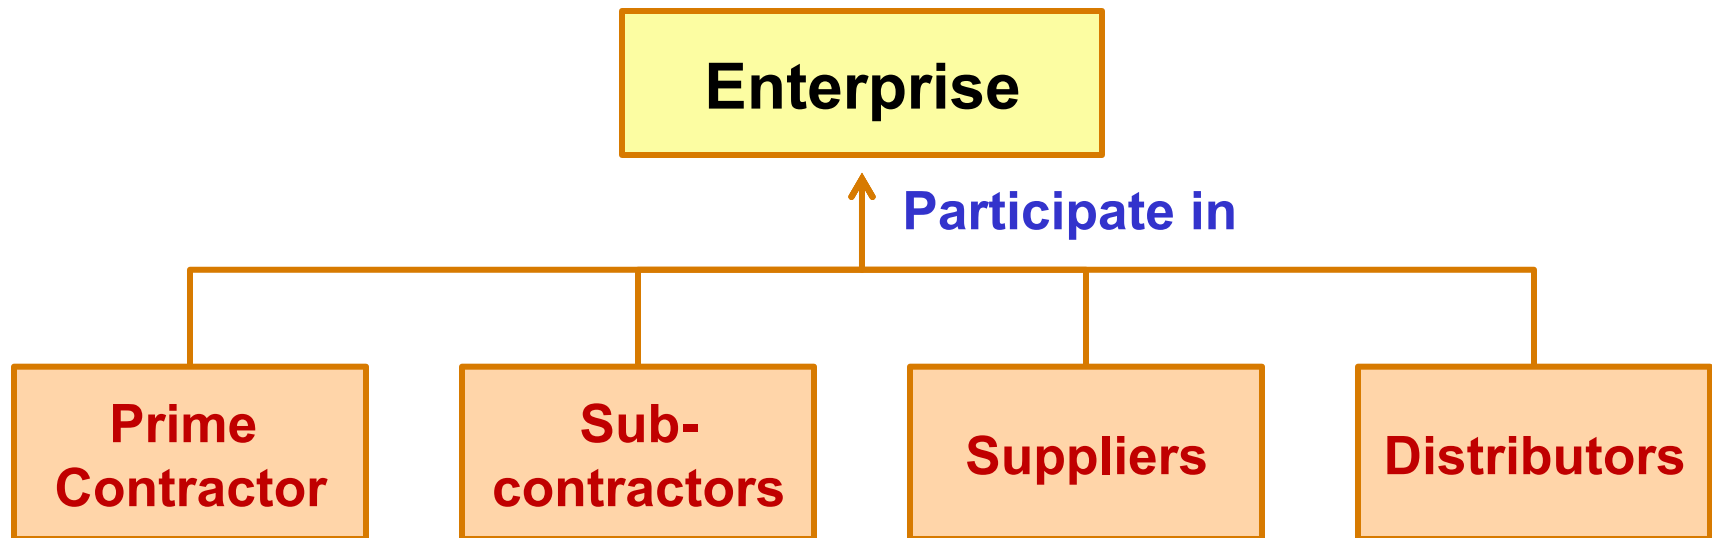 Enterprise
Participate in
Prime
Contractor
Sub-
contractors
Suppliers
Distributors